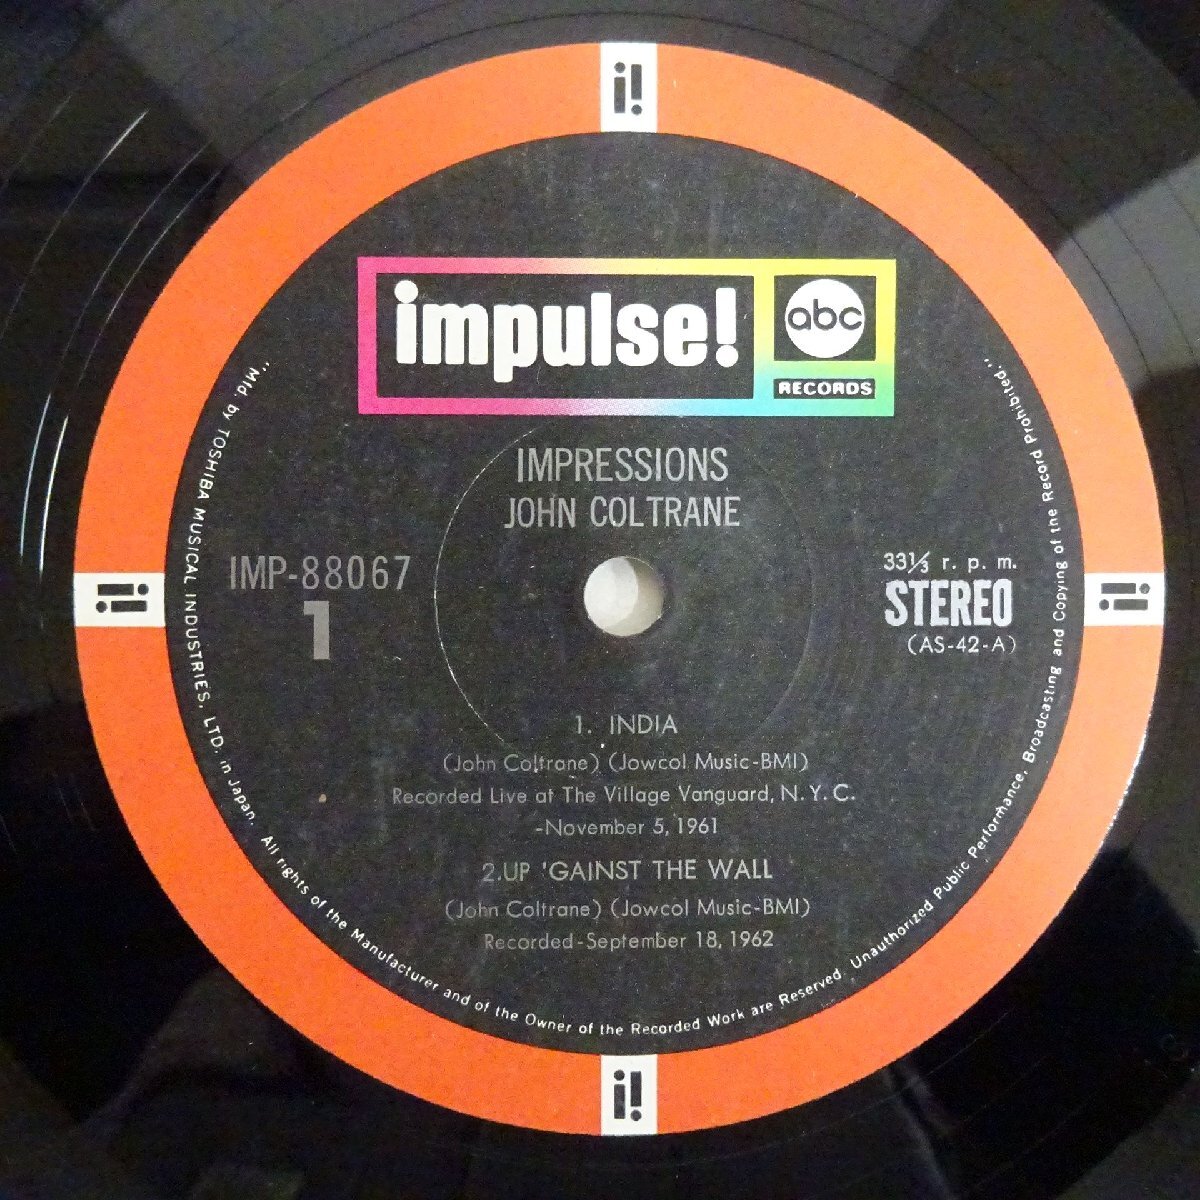 i!
impulse!
abc
RECORDS
IMPRESSIONS
JOHN COLTRANE
IMP-88067
1
33⅓ r. p. m.
STEREO
(AS-42-A)
i!
i!
1. INDIA
(John Coltrane) (Jowcol Music-BMI)
Recorded Live at The Village Vanguard, N. Y. C.
-November 5, 1961
2.UP 'GAINST THE WALL
(John Coltrane) (Jowcol Music-BMI)
Recorded-September 18, 1962
"Mfd. by TOSHIBA MUSICAL INDUSTRIES, LTD. in Japan. All rights of the Manufacturer and of the Owner of the Recorded Work are Reserved. Unauthorized Public Performance, Broadcasting and Copying of the Record Prohibited."
i!